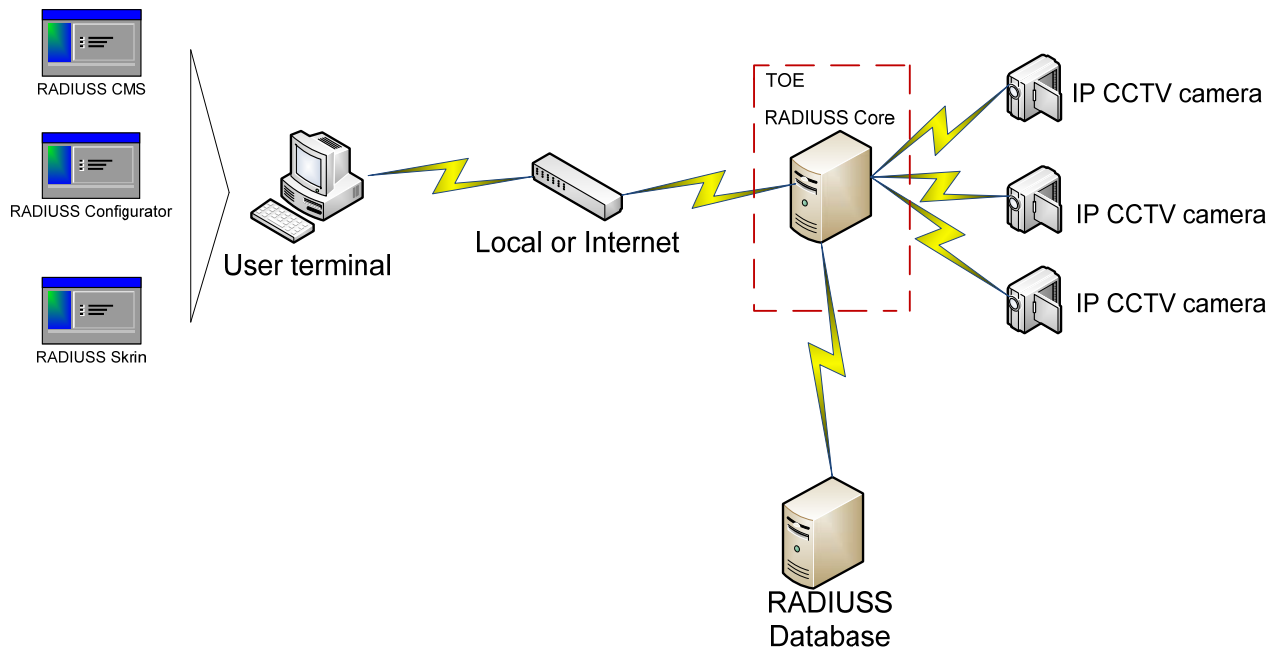 RADIUSS CMS
RADIUSS Configurator
RADIUSS Skrin
User terminal
Local or Internet
TOE
RADIUSS Core
IP CCTV camera
IP CCTV camera
IP CCTV camera
RADIUSS
Database